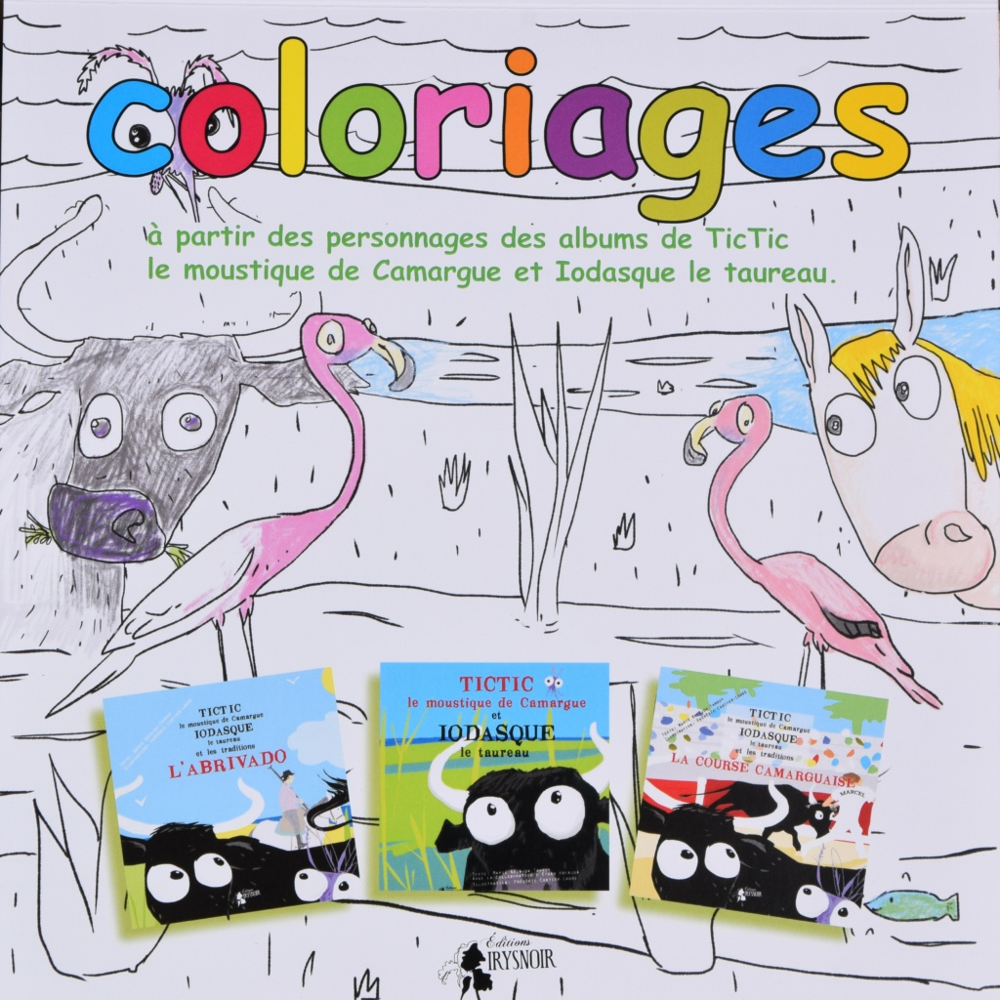 coloriages
à partir des personnages des albums de TicTic
le moustique de Camargue et Iodasque le taureau.
TICTIC
le moustique de Camargue
IODASQUE
le taureau
et les traditions
L'ABRIVADO
TICTIC
le moustique de Camargue
et
IODASQUE
le taureau
TICTIC
le moustique de Camargue
IODASQUE
le taureau
et les traditions
LA COURSE CAMARGUAISE
MARCEL
Éditions
IRYSNOIR